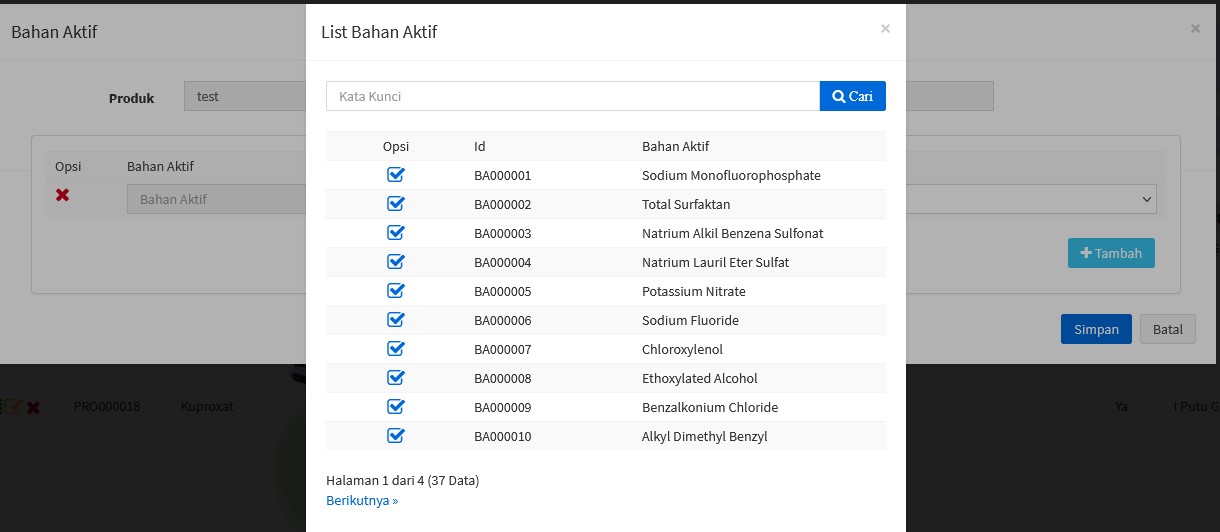 Bahan Aktif
×
Produk
test
Opsi Bahan Aktif
Bahan Aktif
Tambah
Simpan Batal
PRO000018 Kuproxat Ya I Putu G
List Bahan Aktif
×
Kata Kunci
Cari
Opsi Id Bahan Aktif
BA000001 Sodium Monofluorophosphate
BA000002 Total Surfaktan
BA000003 Natrium Alkil Benzena Sulfonat
BA000004 Natrium Lauril Eter Sulfat
BA000005 Potassium Nitrate
BA000006 Sodium Fluoride
BA000007 Chloroxylenol
BA000008 Ethoxylated Alcohol
BA000009 Benzalkonium Chloride
BA000010 Alkyl Dimethyl Benzyl
Halaman 1 dari 4 (37 Data)
Berikutnya »